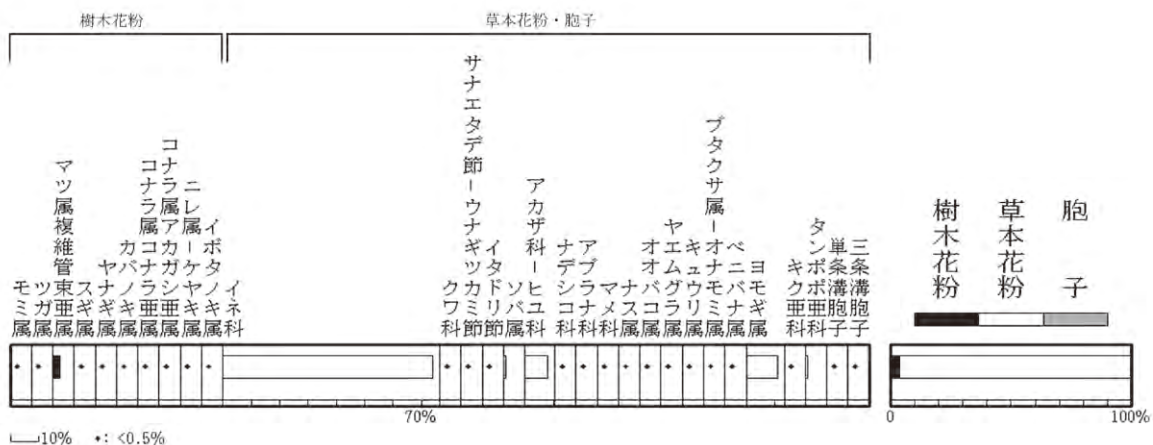 樹木花粉
草本花粉・胞子
モミ属
ツガ属
マツ属複維管束亜属
スギ属
ヤナギ属
カバノキ属
コナラ属コナラ亜属
コナラ属アカガシ亜属
ニレ属ーケヤキ属
イボタノキ属
イネ科
クワ科
サナエタデ節ーウナギツカミ節
イタドリ節
ソバ属
アカザ科ーヒユ科
ナデシコ科
アブラナ科
マメ科
ナス属
オオバコ属
ヤエムグラ属
キュウリ属
ブタクサ属ーオナモミ属
ベニバナ属
ヨモギ属
キク亜科
タンポポ亜科
単条溝胞子
三条溝胞子
樹木花粉
草本花粉
胞子
70%
0
100%
10% •: <0.5%